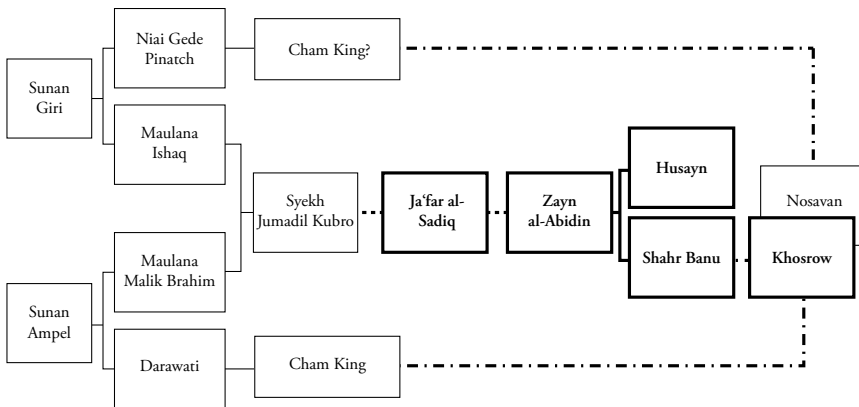 Niai Gede
Pinatch
Cham King?
Sunan
Giri
Maulana
Ishaq
Husayn
Syekh
Jumadil Kubro
Ja‘far al-
Sadiq
Zayn
al-Abidin
Nosavan
Maulana
Malik Brahim
Shahr Banu
Khosrow
Sunan
Ampel
Darawati
Cham King